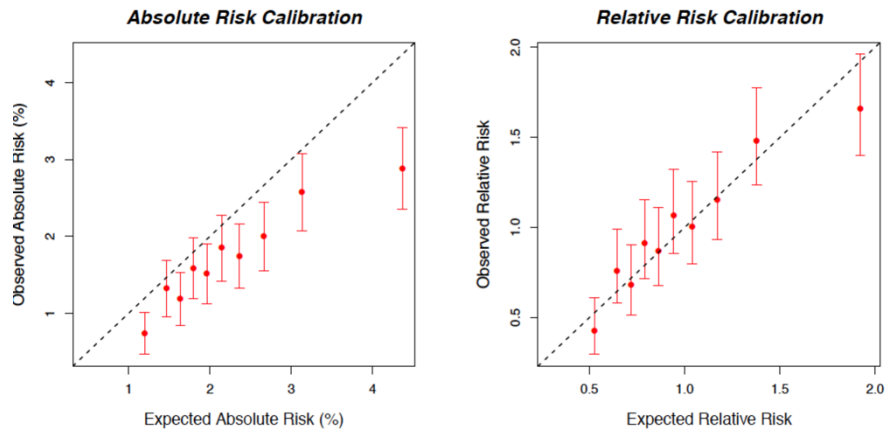 Absolute Risk Calibration
Observed Absolute Risk (%)
4
3
2
1
1 2 3 4
Expected Absolute Risk (%)
Relative Risk Calibration
Observed Relative Risk
2.0
1.5
1.0
0.5
0.5 1.0 1.5 2.0
Expected Relative Risk